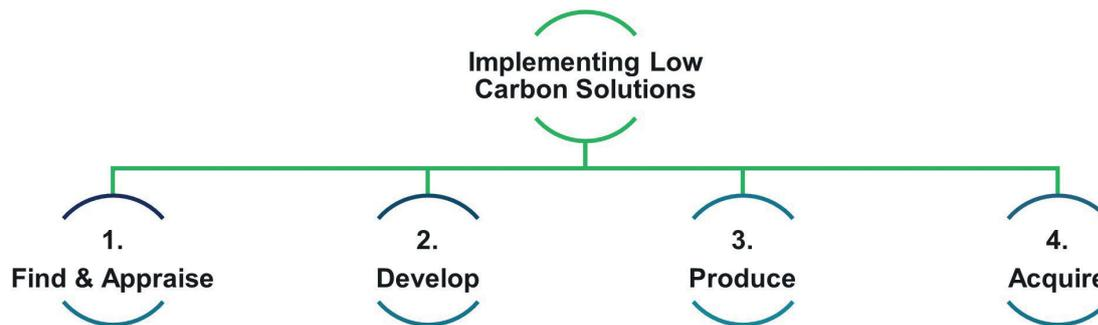 Implementing Low
Carbon Solutions
1.
Find & Appraise
2.
Develop
3.
Produce
4.
Acquire